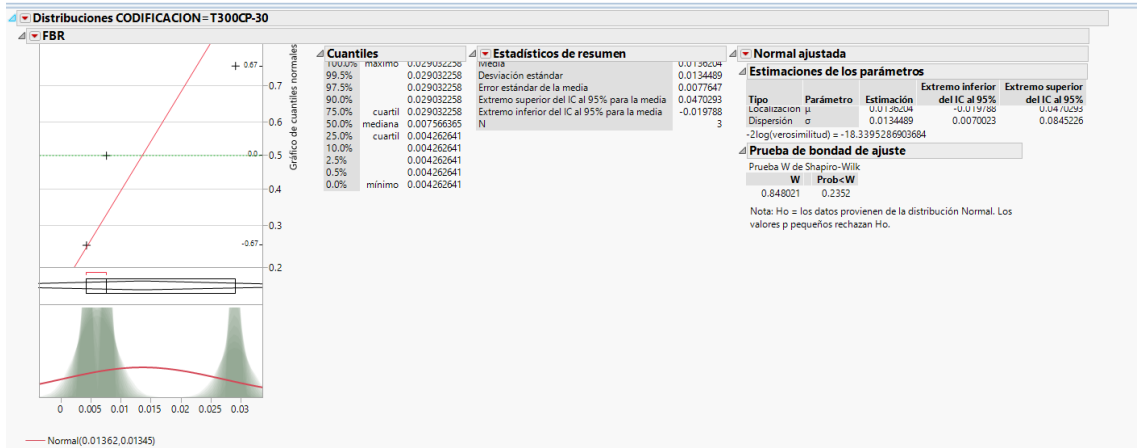 Distribuciones CODIFICACION=T300CP-30
FBR
0.67
0.0
-0.67
0.7
0.6
0.5
0.4
0.3
0.2
Gráfico de cuantiles normales
0 0.005 0.01 0.015 0.02 0.025 0.03
Normal(0.01362,0.01345)
Cuantiles
100.0% máximo 0.029032258
99.5% 0.029032258
97.5% 0.029032258
90.0% 0.029032258
75.0% cuartil 0.029032258
50.0% mediana 0.007566365
25.0% cuartil 0.004262641
10.0% 0.004262641
2.5% 0.004262641
0.5% 0.004262641
0.0% mínimo 0.004262641
Estadísticos de resumen
Media 0.0136204
Desviación estándar 0.0134489
Error estándar de la media 0.0077647
Extremo superior del IC al 95% para la media 0.0470293
Extremo inferior del IC al 95% para la media -0.019788
N 3
Normal ajustada
Estimaciones de los parámetros
Extremo inferior Extremo superior
Tipo Parámetro Estimación del IC al 95% del IC al 95%
Localización μ 0.0136204 -0.019788 0.0470293
Dispersión σ 0.0134489 0.0070023 0.0845226
-2log(verosimilitud) = -18.3395286903684
Prueba de bondad de ajuste
Prueba W de Shapiro-Wilk
W Prob<W
0.848021 0.2352
Nota: Ho = los datos provienen de la distribución Normal. Los
valores p pequeños rechazan Ho.